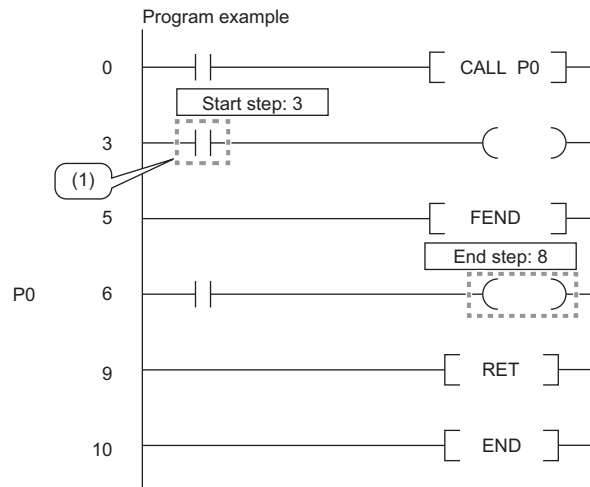 Program example
0 CALL P0
Start step: 3
3
(1)
5 FEND
End step: 8
P0 6
9 RET
10 END